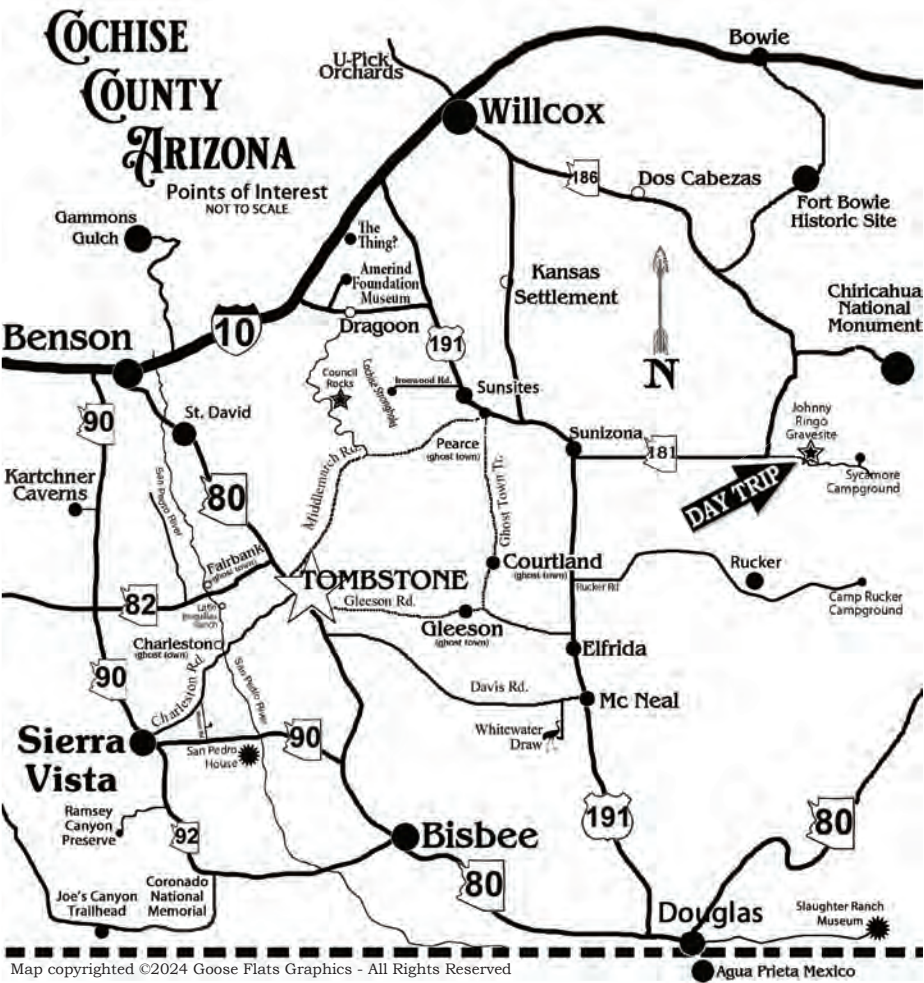 COCHISE
COUNTY
ARIZONA
Points of Interest
NOT TO SCALE
U-Pick
Orchards
Willcox
Bowie
186
Dos Cabezas
Fort Bowie
Historic Site
Gammons
Gulch
The
Thing?
Amerind
Foundation
Museum
Dragoon
Kansas
Settlement
Chiricahua
National
Monument
N
Benson
10
191
Council
Rocks
Cochise Stronghold
Ironwood Rd.
Sunsites
90
St. David
Pearce
(ghost town)
Sunizona
181
Johnny
Ringo
Gravesite
Sycamore
Campground
DAY TRIP
Kartchner
Caverns
80
San Pedro River
Middlemarch Rd.
Ghost Town Tr.
Fairbank
(ghost town)
TOMBSTONE
Courtland
(ghost town)
Rucker Rd
Rucker
Camp Rucker
Campground
82
Gleeson Rd.
Gleeson
(ghost town)
Charleston
(ghost town)
Elfrida
90
Charleston Rd
San Pedro River
Davis Rd.
Mc Neal
Whitewater
Draw
Sierra
Vista
San Pedro
House
90
Ramsey
Canyon
Preserve
92
Bisbee
191
80
80
Joe's Canyon
Trailhead
Coronado
National
Memorial
Douglas
Slaughter Ranch
Museum
Map copyrighted ©2024 Goose Flats Graphics - All Rights Reserved
Agua Prieta Mexico